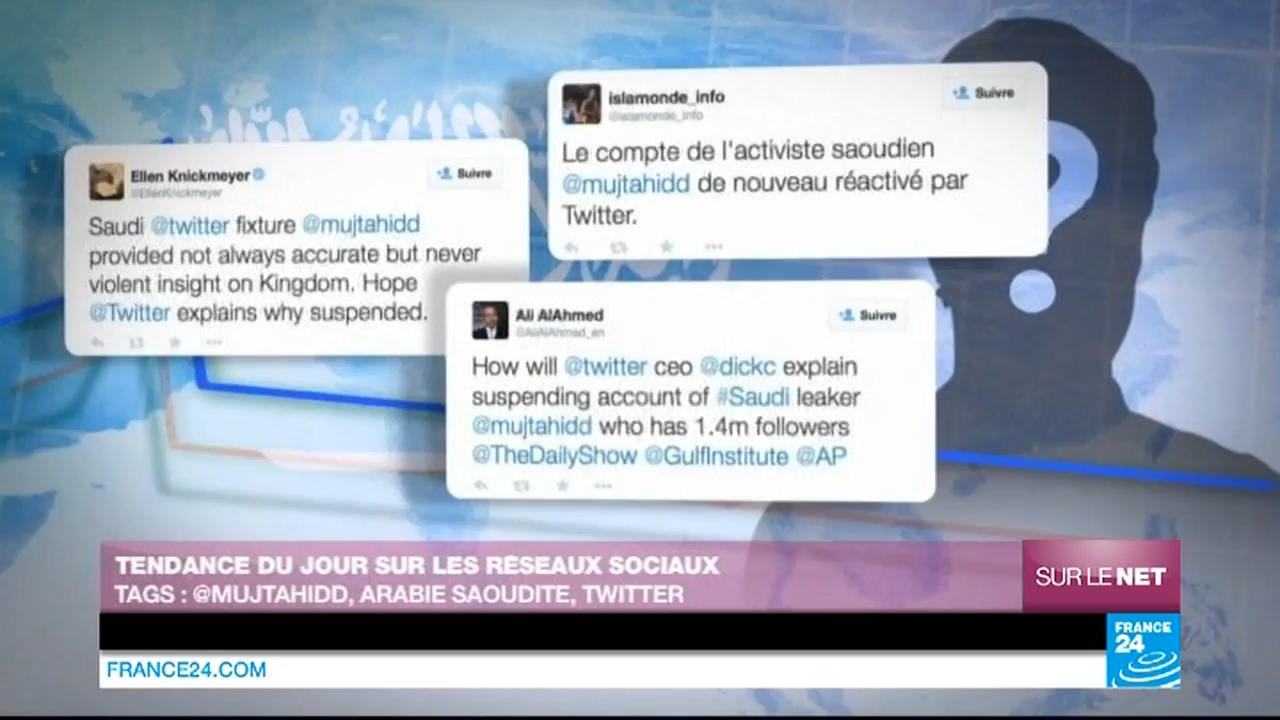 Ellen Knickmeyer
@EllenKnickmeyer
Suivre
Saudi @twitter fixture @mujtahidd
provided not always accurate but never
violent insight on Kingdom. Hope
@Twitter explains why suspended.
islamonde_info
@islamonde_info
Suivre
Le compte de l'activiste saoudien
@mujtahidd de nouveau réactivé par
Twitter.
Ali AlAhmed
@AliAlAhmed_en
Suivre
How will @twitter ceo @dickc explain
suspending account of #Saudi leaker
@mujtahidd who has 1.4m followers
@TheDailyShow @GulfInstitute @AP
?
TENDANCE DU JOUR SUR LES RÉSEAUX SOCIAUX
TAGS : @MUJTAHIDD, ARABIE SAOUDITE, TWITTER
SUR LE NET
FRANCE
24
FRANCE24.COM